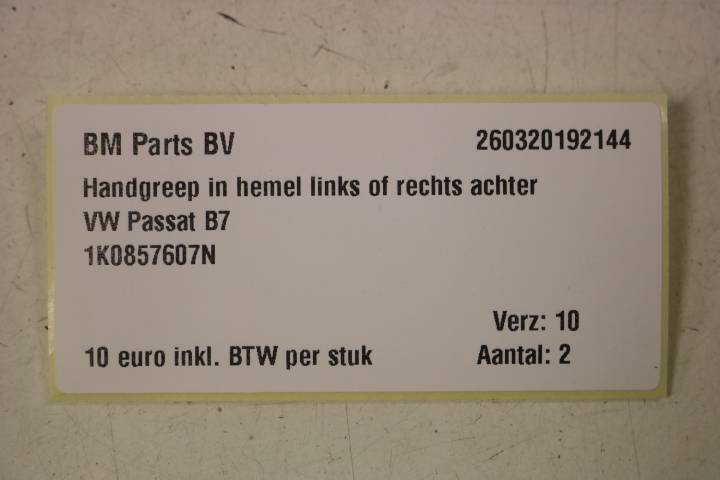 BM Parts BV 260320192144
Handgreep in hemel links of rechts achter
VW Passat B7
1K0857607N
Verz: 10
10 euro inkl. BTW per stuk Aantal: 2